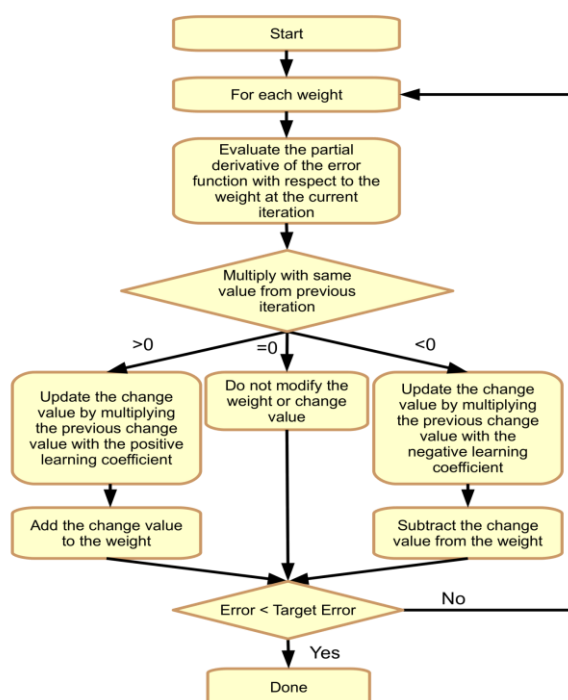 Start
For each weight
Evaluate the partial
derivative of the error
function with respect to the
weight at the current
iteration
Multiply with same
value from previous
iteration
>0
=0
<0
Update the change
value by multiplying
the previous change
value with the positive
learning coefficient
Do not modify the
weight or change
value
Update the change
value by multiplying
the previous change
value with the
negative learning
coefficient
Add the change value
to the weight
Subtract the change
value from the weight
Error < Target Error
No
Yes
Done